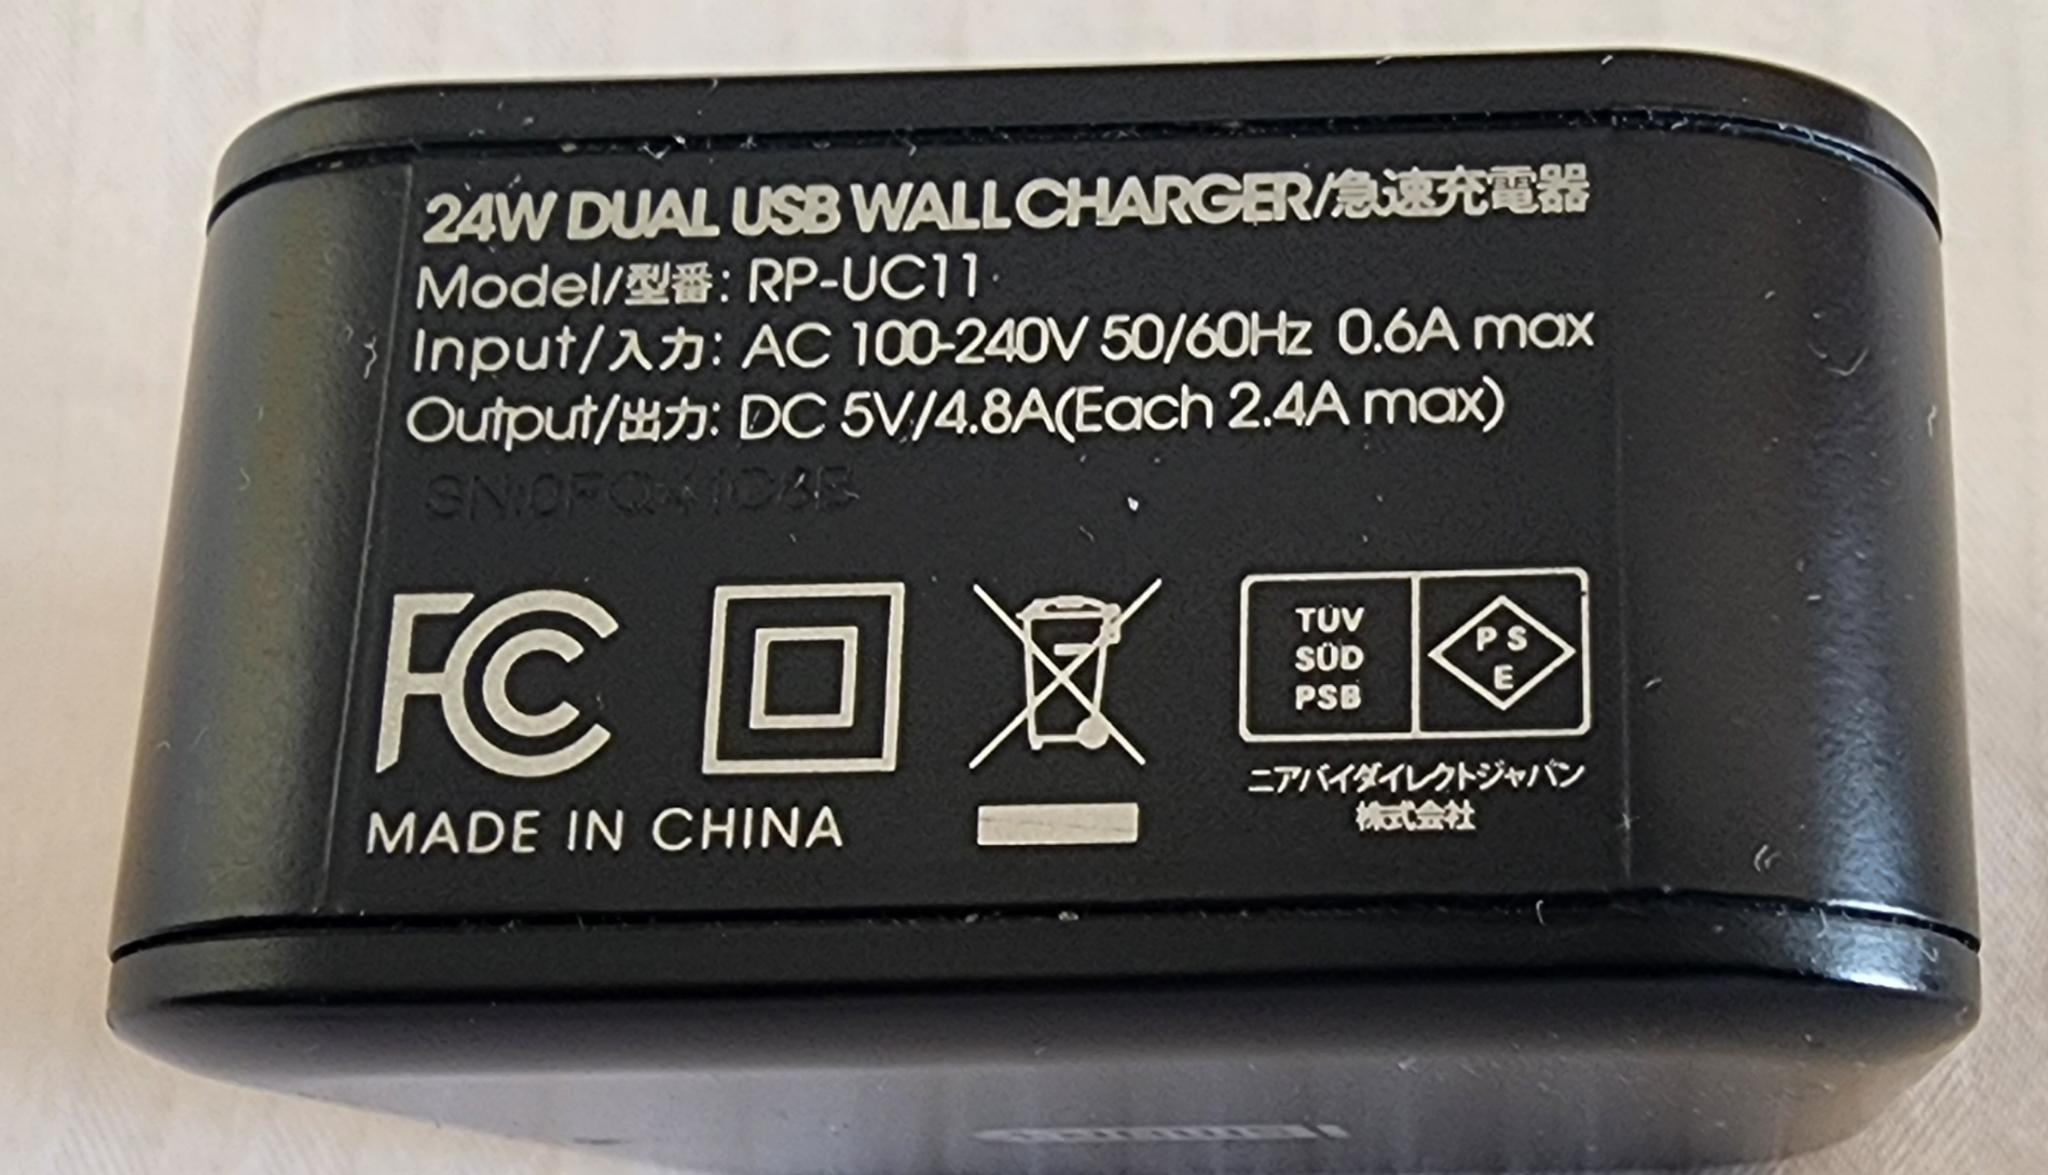 24W DUAL USB WALL CHARGER/急速充電器
Model/型番: RP-UC11
Input/入力: AC 100-240V 50/60Hz 0.6A max
Output/出力: DC 5V/4.8A(Each 2.4A max)
FC
TÜV
SÜD
PSB
PS
E
MADE IN CHINA
ニアバイダイレクトジャパン
株式会社